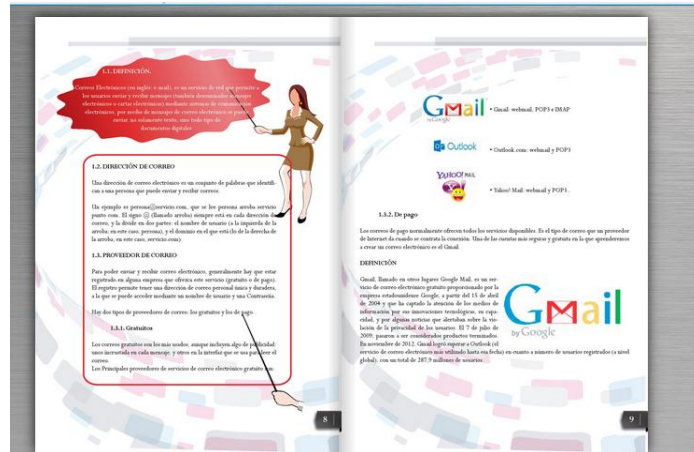 1.1. DEFINICIÓN.
Correos Electrónicos (en ingles: e-mail), es un servicio de red que permite a
los usuarios enviar y recibir mensajes (también denominados mensajes
electrónicos o cartas electrónicas) mediante sistemas de comunicación
electrónicos, por medio de mensajes de correo electrónico se puede
enviar, no solamente texto, sino todo tipo de
documentos digitales.
1.2. DIRECCIÓN DE CORREO
Una dirección de correo electrónico es un conjunto de palabras que identifi-
can a una persona que puede enviar y recibir correos.
Un ejemplo es persona@servicio.com, que se lee persona arroba servicio
punto com. El signo @ (llamado arroba) siempre está en cada dirección de
correo, y la divide en dos partes: el nombre de usuario (a la izquierda de la
arroba; en este caso, persona), y el dominio en el que está (lo de la derecha de
la arroba; en este caso, servicio.com).
1.3. PROVEEDOR DE CORREO
Para poder enviar y recibir correo electrónico, generalmente hay que estar
registrado en alguna empresa que ofrezca este servicio (gratuito o de pago).
El registro permite tener una dirección de correo personal única y duradera,
a la que se puede acceder mediante un nombre de usuario y una Contraseña.
Hay dos tipos de proveedores de correo: los gratuitos y los de pago.
1.3.1. Gratuitos
Los correos gratuitos son los más usados, aunque incluyen algo de publicidad:
unos incrustada en cada mensaje, y otros en la interfaz que se usa para leer el
correo.
Los Principales proveedores de servicios de correo electrónico gratuito son:
8
GMail
by Google
• Gmail: webmail, POP3 e IMAP
Outlook
• Outlook.com: webmail y POP3
YAHOO! MAIL
• Yahoo! Mail: webmail y POP3.
1.3.2. De pago
Los correos de pago normalmente ofrecen todos los servicios disponibles. Es el tipo de correo que un proveedor
de Internet da cuando se contrata la conexión. Una de las cuentas más seguras y gratuita en la que aprenderemos
a crear un correo electrónico es el Gmail.
DEFINICIÓN
Gmail, llamado en otros lugares Google Mail, es un ser-
vicio de correo electrónico gratuito proporcionado por la
empresa estadounidense Google, a partir del 15 de abril
de 2004 y que ha captado la atención de los medios de
información por sus innovaciones tecnológicas, su capa-
cidad, y por algunas noticias que alertaban sobre la vio-
lación de la privacidad de los usuarios. El 7 de julio de
2009, pasaron a ser considerados productos terminados.
En noviembre de 2012, Gmail logró superar a Outlook (el
servicio de correo electrónico más utilizado hasta esa fecha) en cuanto a número de usuarios registrados (a nivel
global), con un total de 287,9 millones de usuarios.
GMail
by Google
9